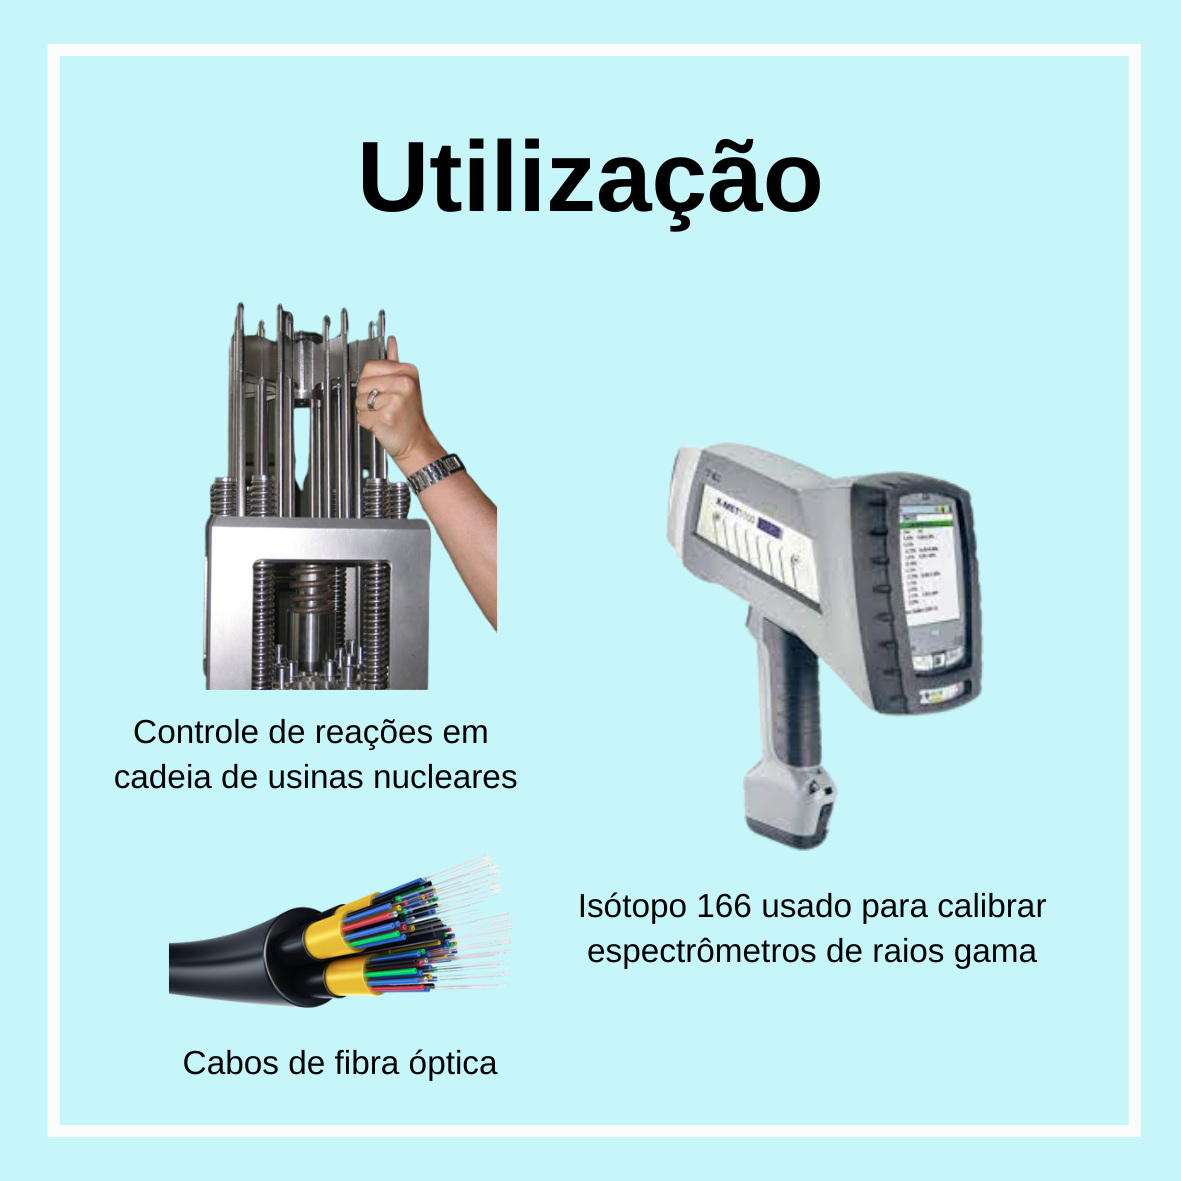 Utilização
Controle de reações em
cadeia de usinas nucleares
X-MET
Isótopo 166 usado para calibrar
espectrômetros de raios gama
Cabos de fibra óptica